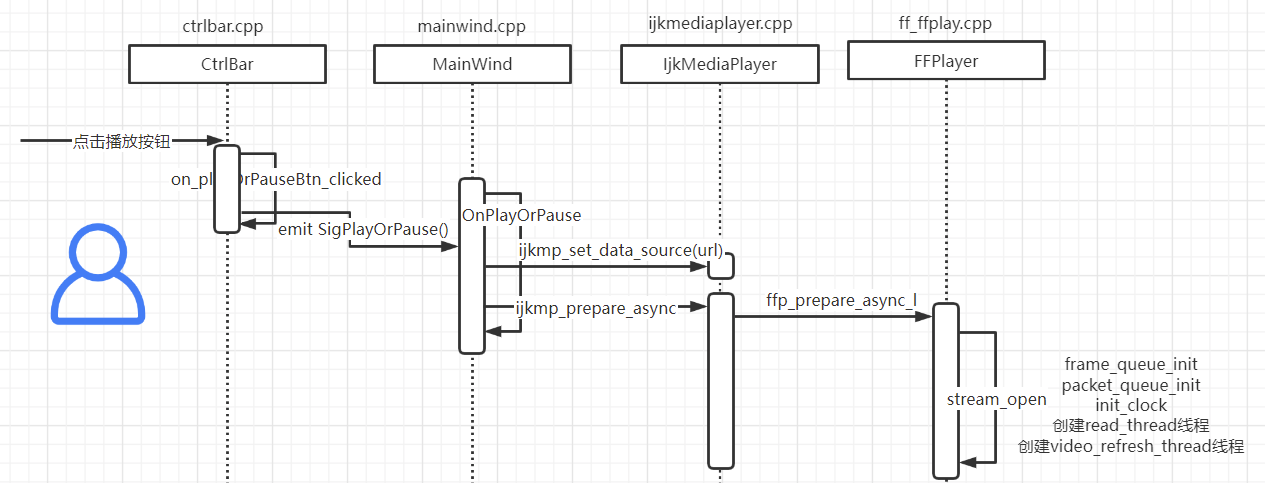 ctrlbar.cpp
mainwind.cpp
ijkmediaplayer.cpp
ff_ffplay.cpp
CtrlBar
MainWind
IjkMediaPlayer
FFPlayer
点击播放按钮
on_pl OrPauseBtn_clicked
emit SigPlayOrPause()
OnPlayOrPause
ijkmp_set_data_source(url)
ijkmp_prepare_async
ffp_prepare_async_l
stream_open
frame_queue_init
packet_queue_init
init_clock
创建read_thread线程
创建video_refresh_thread线程